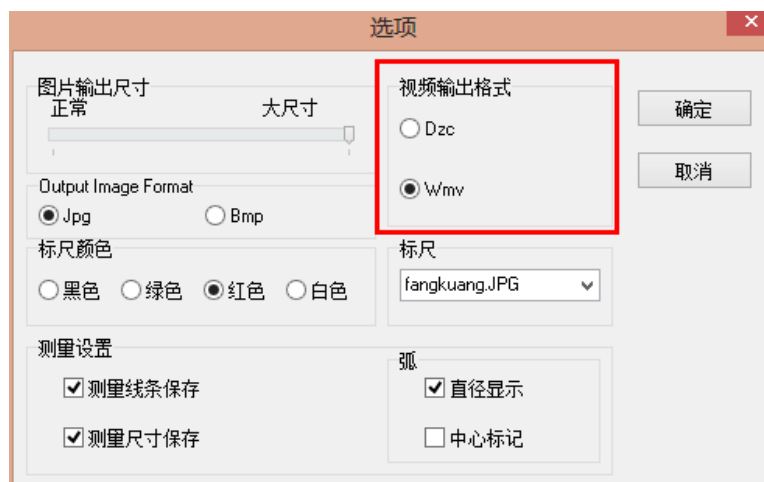 选项
图片输出尺寸
正常 大尺寸
Output Image Format
Jpg Bmp
标尺颜色
黑色 绿色 红色 白色
测量设置
测量线条保存
测量尺寸保存
视频输出格式
Dzc
Wmv
标尺
fangkuang.JPG
弧
直径显示
中心标记
确定
取消